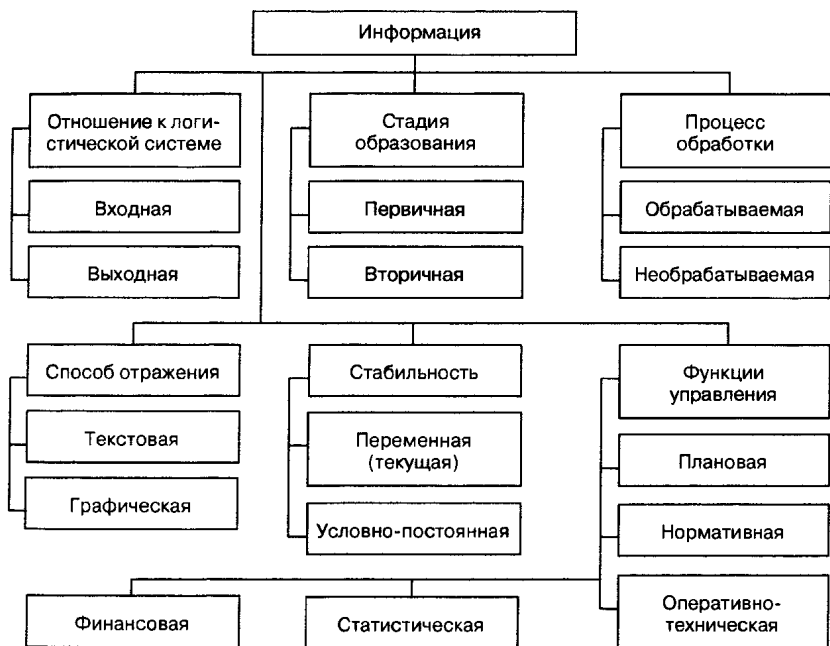 Информация
Отношение к логи-
стической системе
Входная
Выходная
Стадия
образования
Первичная
Вторичная
Процесс
обработки
Обрабатываемая
Необрабатываемая
Способ отражения
Текстовая
Графическая
Стабильность
Переменная
(текущая)
Условно-постоянная
Функции
управления
Плановая
Нормативная
Оперативно-
техническая
Финансовая
Статистическая